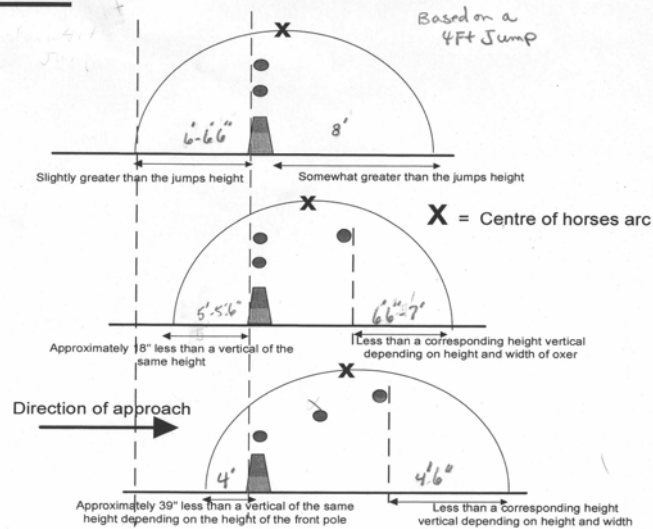 Based on a
4Ft Jump
X
6'-6'6"
8'
Slightly greater than the jumps height
Somewhat greater than the jumps height
X
X = Centre of horses arc
5'-5'6"
6'6"-7'
Approximately 18" less than a vertical of the
same height
Less than a corresponding height vertical
depending on height and width of oxer
X
Direction of approach
4'
4'6"
Approximately 39" less than a vertical of the same
height depending on the height of the front pole
Less than a corresponding height
vertical depending on height and width